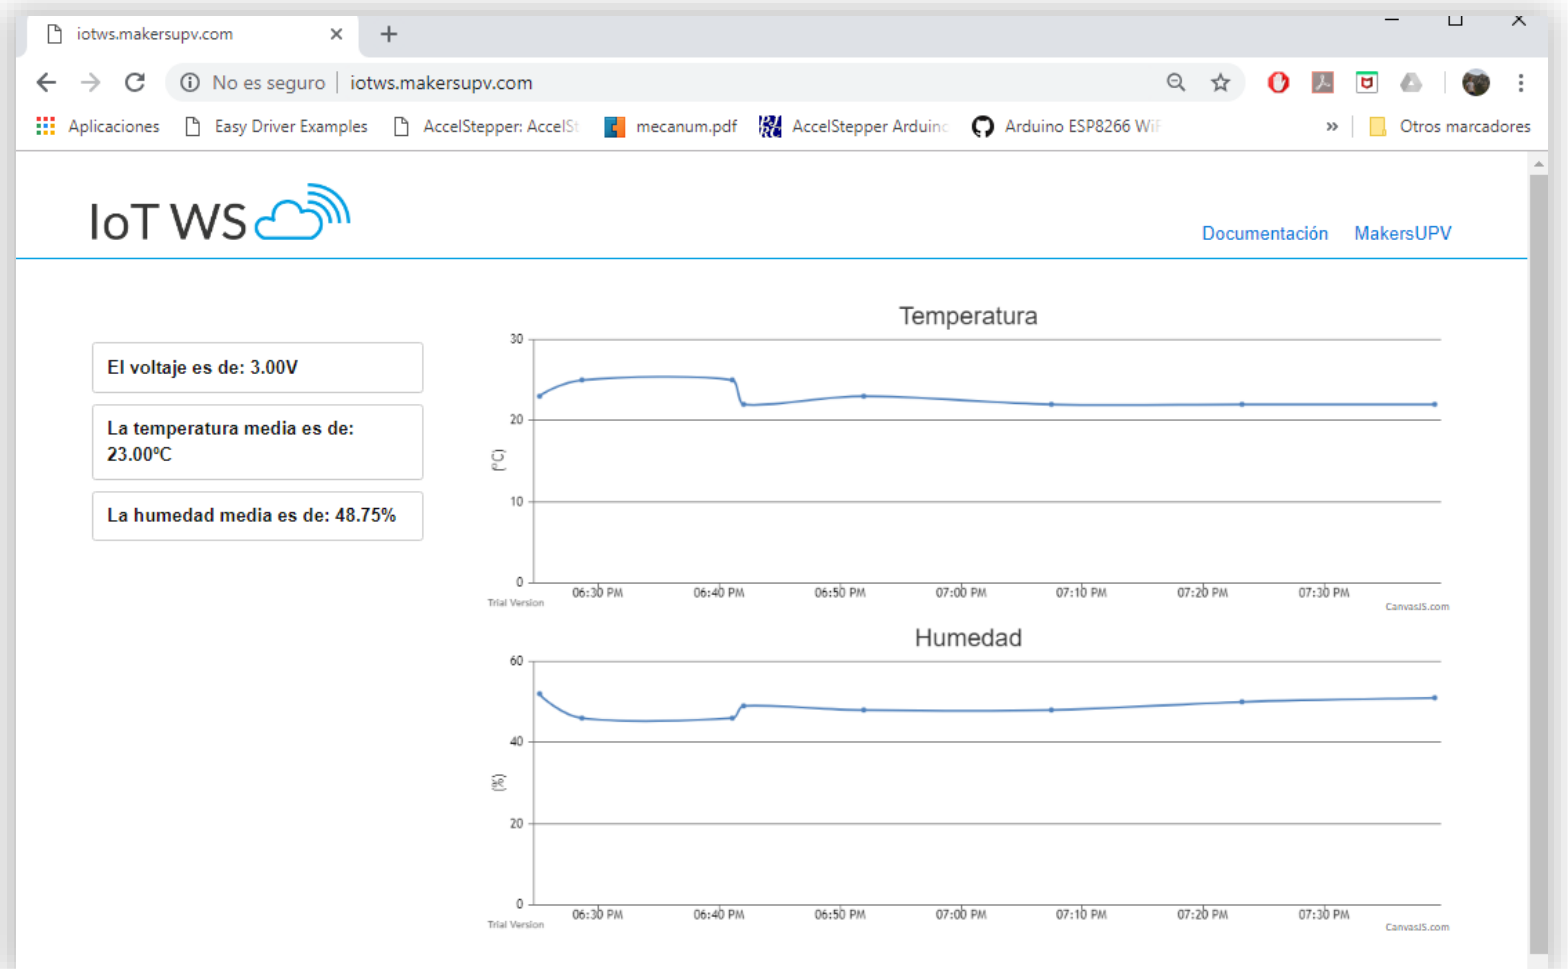 iotws.makersupv.com
No es seguro | iotws.makersupv.com
Aplicaciones Easy Driver Examples AccelStepper: AccelSt mecanum.pdf AccelStepper Arduino Arduino ESP8266 WiF » Otros marcadores
IoT WS
Documentación MakersUPV
El voltaje es de: 3.00V
La temperatura media es de:
23.00ºC
La humedad media es de: 48.75%
Temperatura
30
20
(ºC)
10
0
06:30 PM 06:40 PM 06:50 PM 07:00 PM 07:10 PM 07:20 PM 07:30 PM
Trial Version CanvasJS.com
Humedad
60
40
(%)
20
0
06:30 PM 06:40 PM 06:50 PM 07:00 PM 07:10 PM 07:20 PM 07:30 PM
Trial Version CanvasJS.com